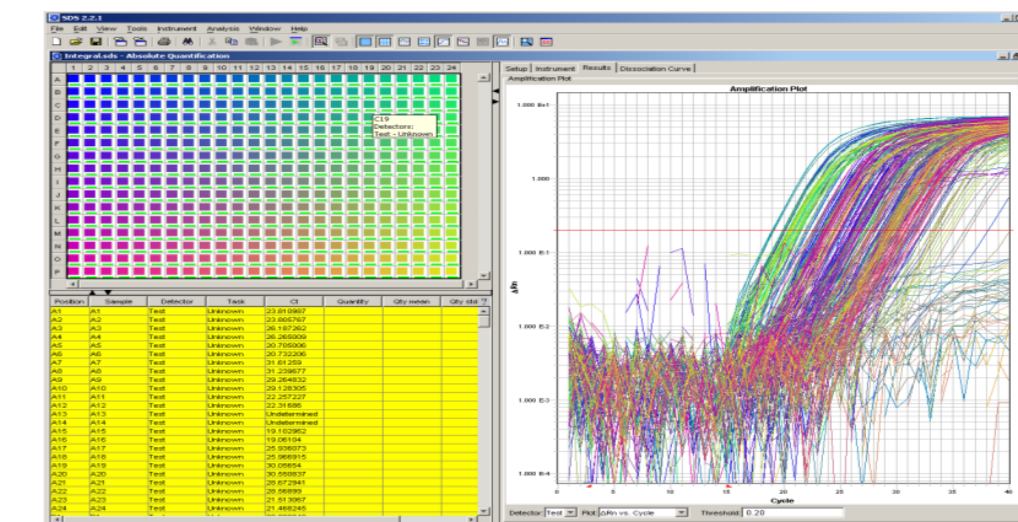 SDS 2.2.1
File Edit View Tools Instrument Analysis Window Help
Integral.sds - Absolute Quantification
1 2 3 4 5 6 7 8 9 10 11 12 13 14 15 16 17 18 19 20 21 22 23 24
A
B
C
D
E
F
G
H
I
J
K
L
M
N
O
P
C19
Detectors:
Test - Unknown
Position Sample Detector Task Ct Quantity Qty mean Qty std ?
A1 A1 Test Unknown 23.810987
A2 A2 Test Unknown 23.805767
A3 A3 Test Unknown 26.187262
A4 A4 Test Unknown 26.265009
A5 A5 Test Unknown 20.705006
A6 A6 Test Unknown 20.732206
A7 A7 Test Unknown 31.61259
A8 A8 Test Unknown 31.239677
A9 A9 Test Unknown 29.264832
A10 A10 Test Unknown 29.128305
A11 A11 Test Unknown 22.257227
A12 A12 Test Unknown 22.31686
A13 A13 Test Unknown Undetermined
A14 A14 Test Unknown Undetermined
A15 A15 Test Unknown 19.102952
A16 A16 Test Unknown 19.06104
A17 A17 Test Unknown 25.936073
A18 A18 Test Unknown 25.966915
A19 A19 Test Unknown 30.05654
A20 A20 Test Unknown 30.550837
A21 A21 Test Unknown 28.672941
A22 A22 Test Unknown 28.56899
A23 A23 Test Unknown 21.513067
A24 A24 Test Unknown 21.468245
Setup Instrument Results Dissociation Curve
Amplification Plot
Amplification Plot
1.000 E+1
1.000
1.000 E-1
1.000 E-2
1.000 E-3
1.000 E-4
ΔRn
0 5 10 15 20 25 30 35 40
Cycle
Detector: Test Plot: ΔRn vs. Cycle Threshold: 0.20